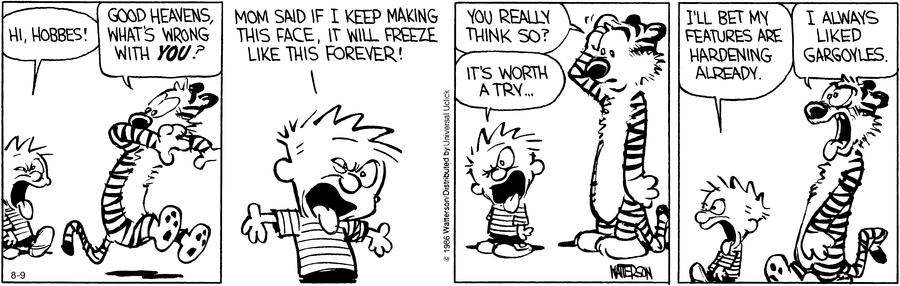 HI, HOBBES!
GOOD HEAVENS,
WHAT'S WRONG
WITH YOU?
8-9
MOM SAID IF I KEEP MAKING
THIS FACE, IT WILL FREEZE
LIKE THIS FOREVER!
© 1986 Watterson/Distributed by Universal Uclick
YOU REALLY
THINK SO?
IT'S WORTH
A TRY...
WATTERSON
I'LL BET MY
FEATURES ARE
HARDENING
ALREADY.
I ALWAYS
LIKED
GARGOYLES.